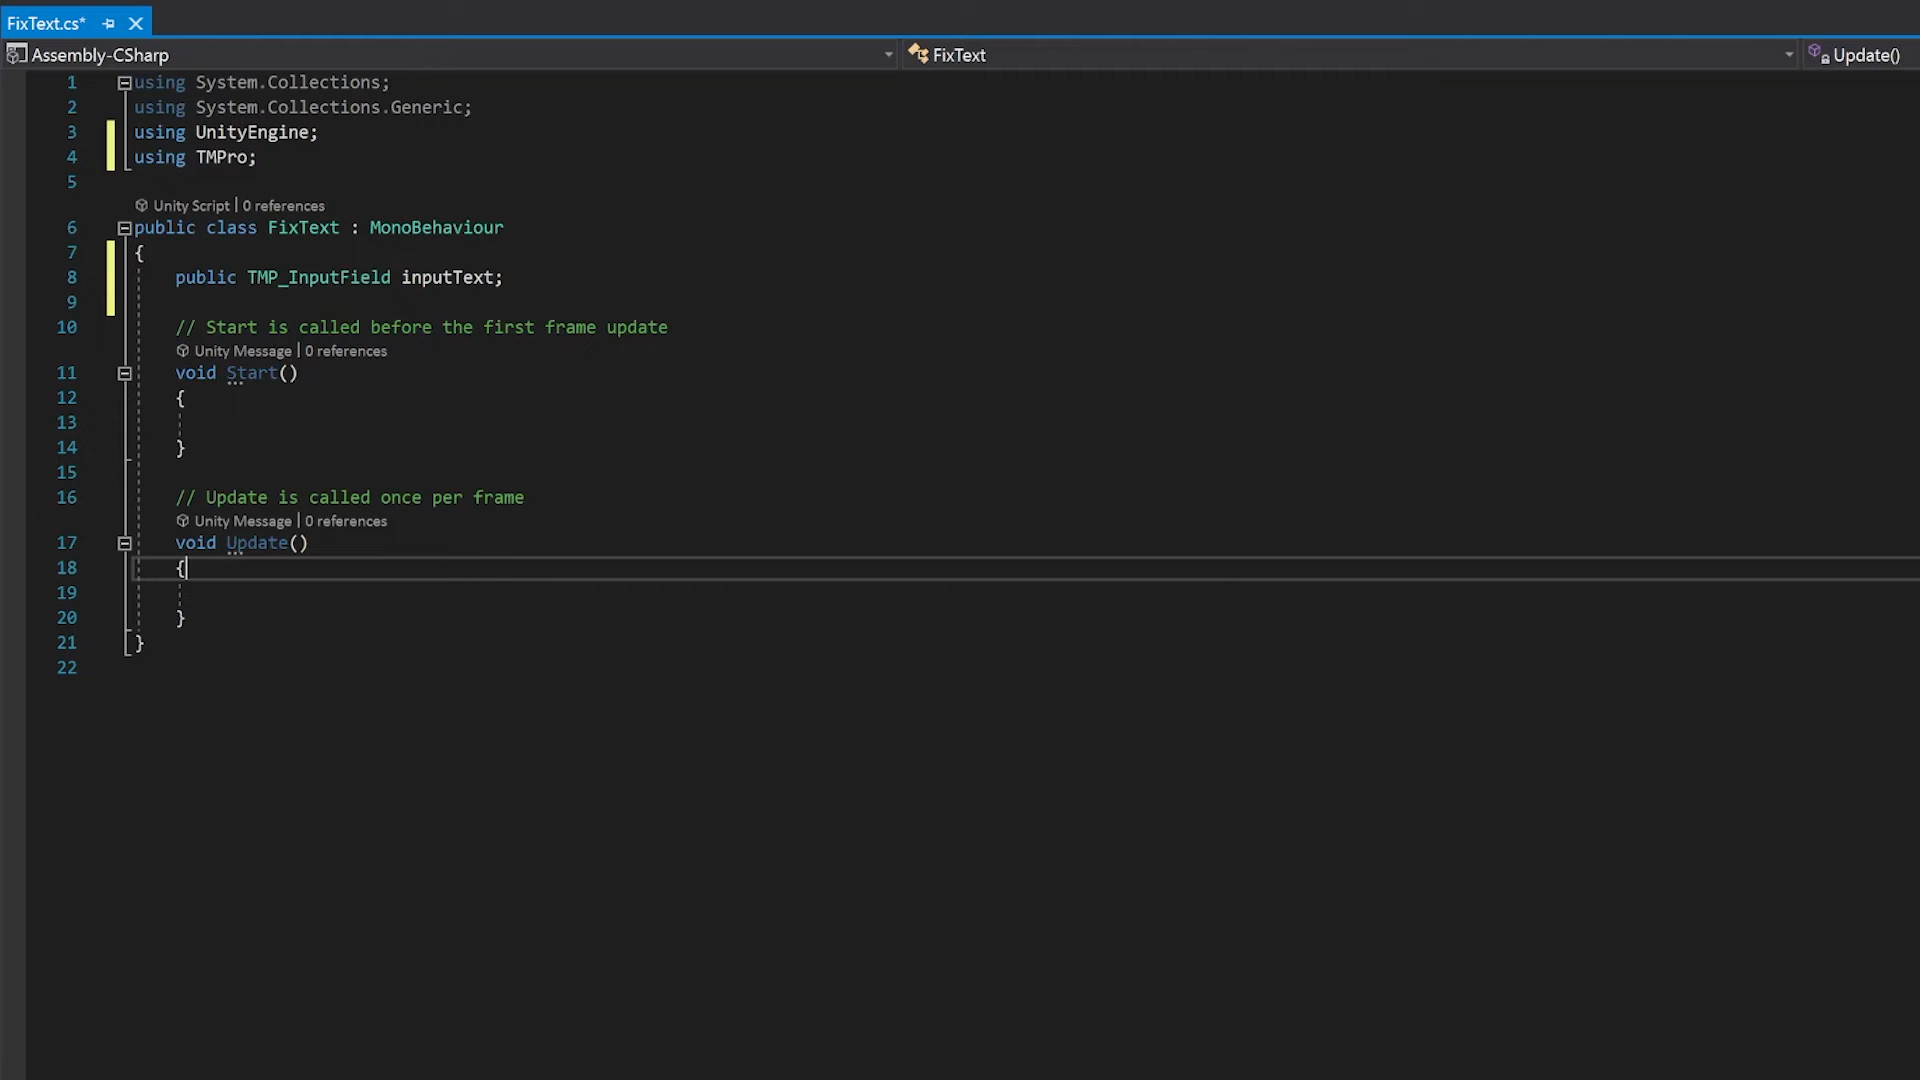 FixText.cs*
Assembly-CSharp FixText Update()
1 using System.Collections;
2 using System.Collections.Generic;
3 using UnityEngine;
4 using TMPro;
5
Unity Script | 0 references
6 public class FixText : MonoBehaviour
7 {
8 public TMP_InputField inputText;
9
10 // Start is called before the first frame update
Unity Message | 0 references
11 void Start()
12 {
13
14 }
15
16 // Update is called once per frame
Unity Message | 0 references
17 void Update()
18 {
19
20 }
21 }
22